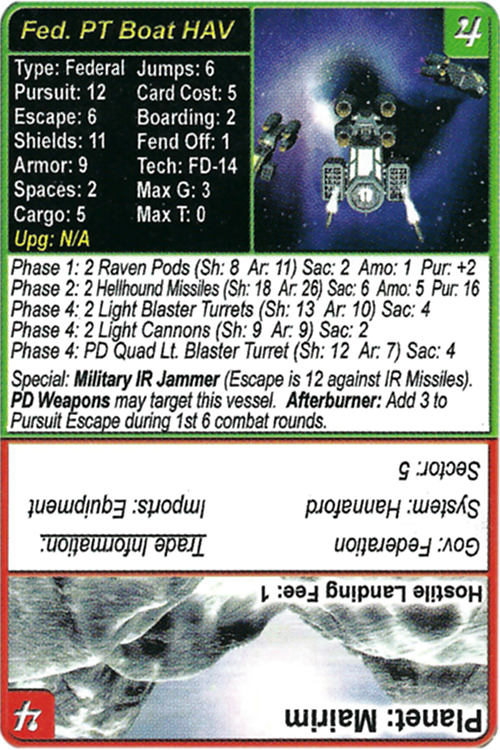 Fed. PT Boat HAV
Type: Federal Jumps: 6
Pursuit: 12 Card Cost: 5
Escape: 6 Boarding: 2
Shields: 11 Fend Off: 1
Armor: 9 Tech: FD-14
Spaces: 2 Max G: 3
Cargo: 5 Max T: 0
Upg: N/A
11
Phase 1: 2 Raven Pods (Sh: 8 Ar: 11) Sac: 2 Amo: 1 Pur: +2
Phase 2: 2 Hellhound Missiles (Sh: 18 Ar: 26) Sac: 6 Amo: 5 Pur: 16
Phase 4: 2 Light Blaster Turrets (Sh: 13 Ar: 10) Sac: 4
Phase 4: 2 Light Cannons (Sh: 9 Ar: 9) Sac: 2
Phase 4: PD Quad Lt. Blaster Turret (Sh: 12 Ar: 7) Sac: 4
Special: Military IR Jammer (Escape is 12 against IR Missiles).
PD Weapons may target this vessel. Afterburner: Add 3 to
Pursuit Escape during 1st 6 combat rounds.
Planet: Mairim
Hostile Landing Fee: 1
Gov: Federation Trade Information:
System: Hannaford Imports: Equipment
Sector: 5